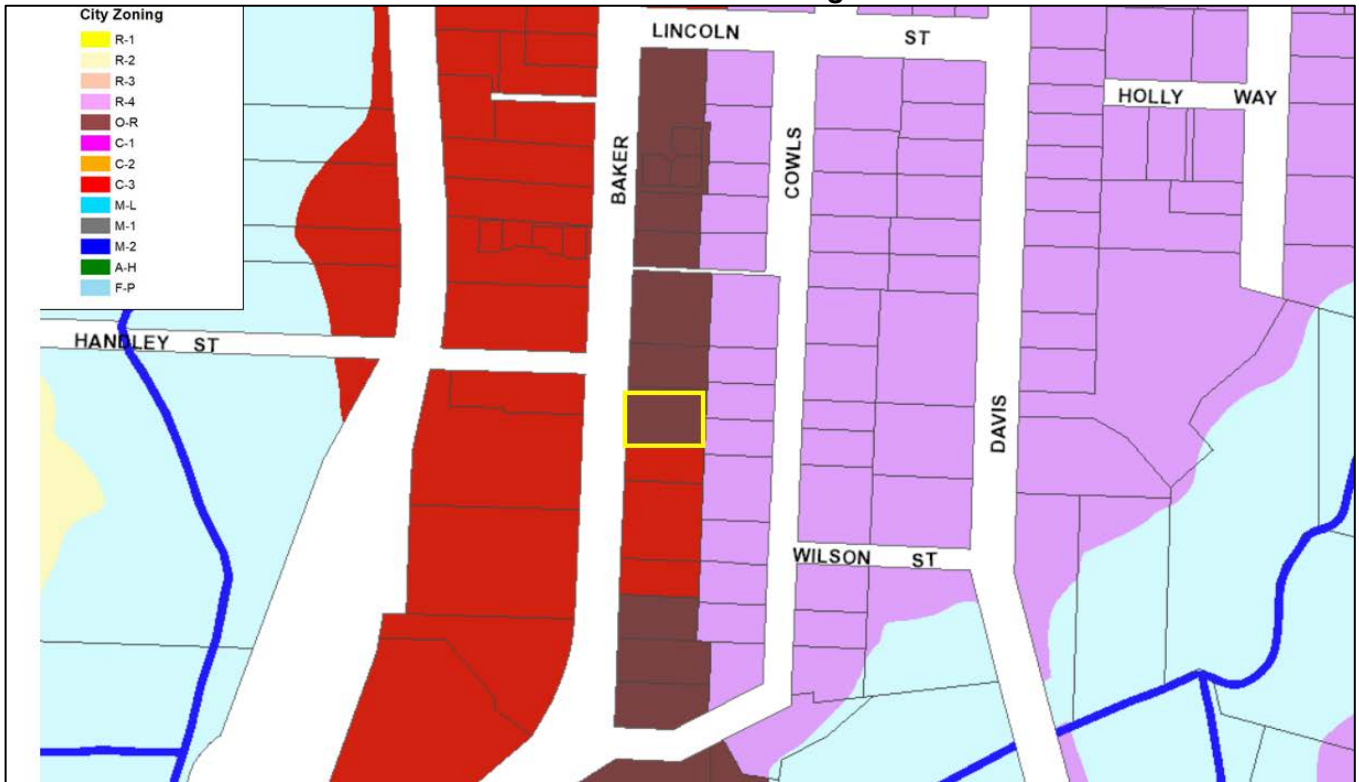 City Zoning
R-1
R-2
R-3
R-4
O-R
C-1
C-2
C-3
M-L
M-1
M-2
A-H
F-P
LINCOLN ST
HOLLY WAY
BAKER
COWLS
HANDLEY ST
DAVIS
WILSON ST